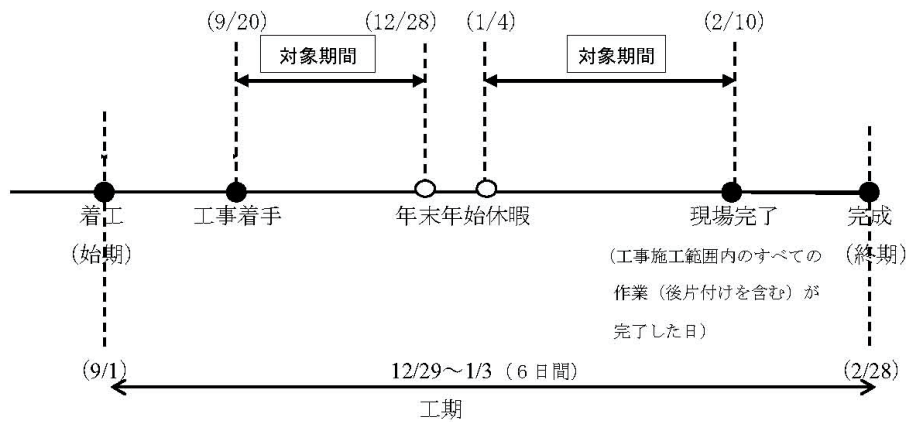 (9/20)
(12/28)
(1/4)
(2/10)
対象期間
対象期間
着工
(始期)
工事着手
年末年始休暇
現場完了
完成
(終期)
(工事施工範囲内のすべての
作業（後片付けを含む）が
完了した日)
(9/1)
12/29～1/3（６日間）
(2/28)
工期